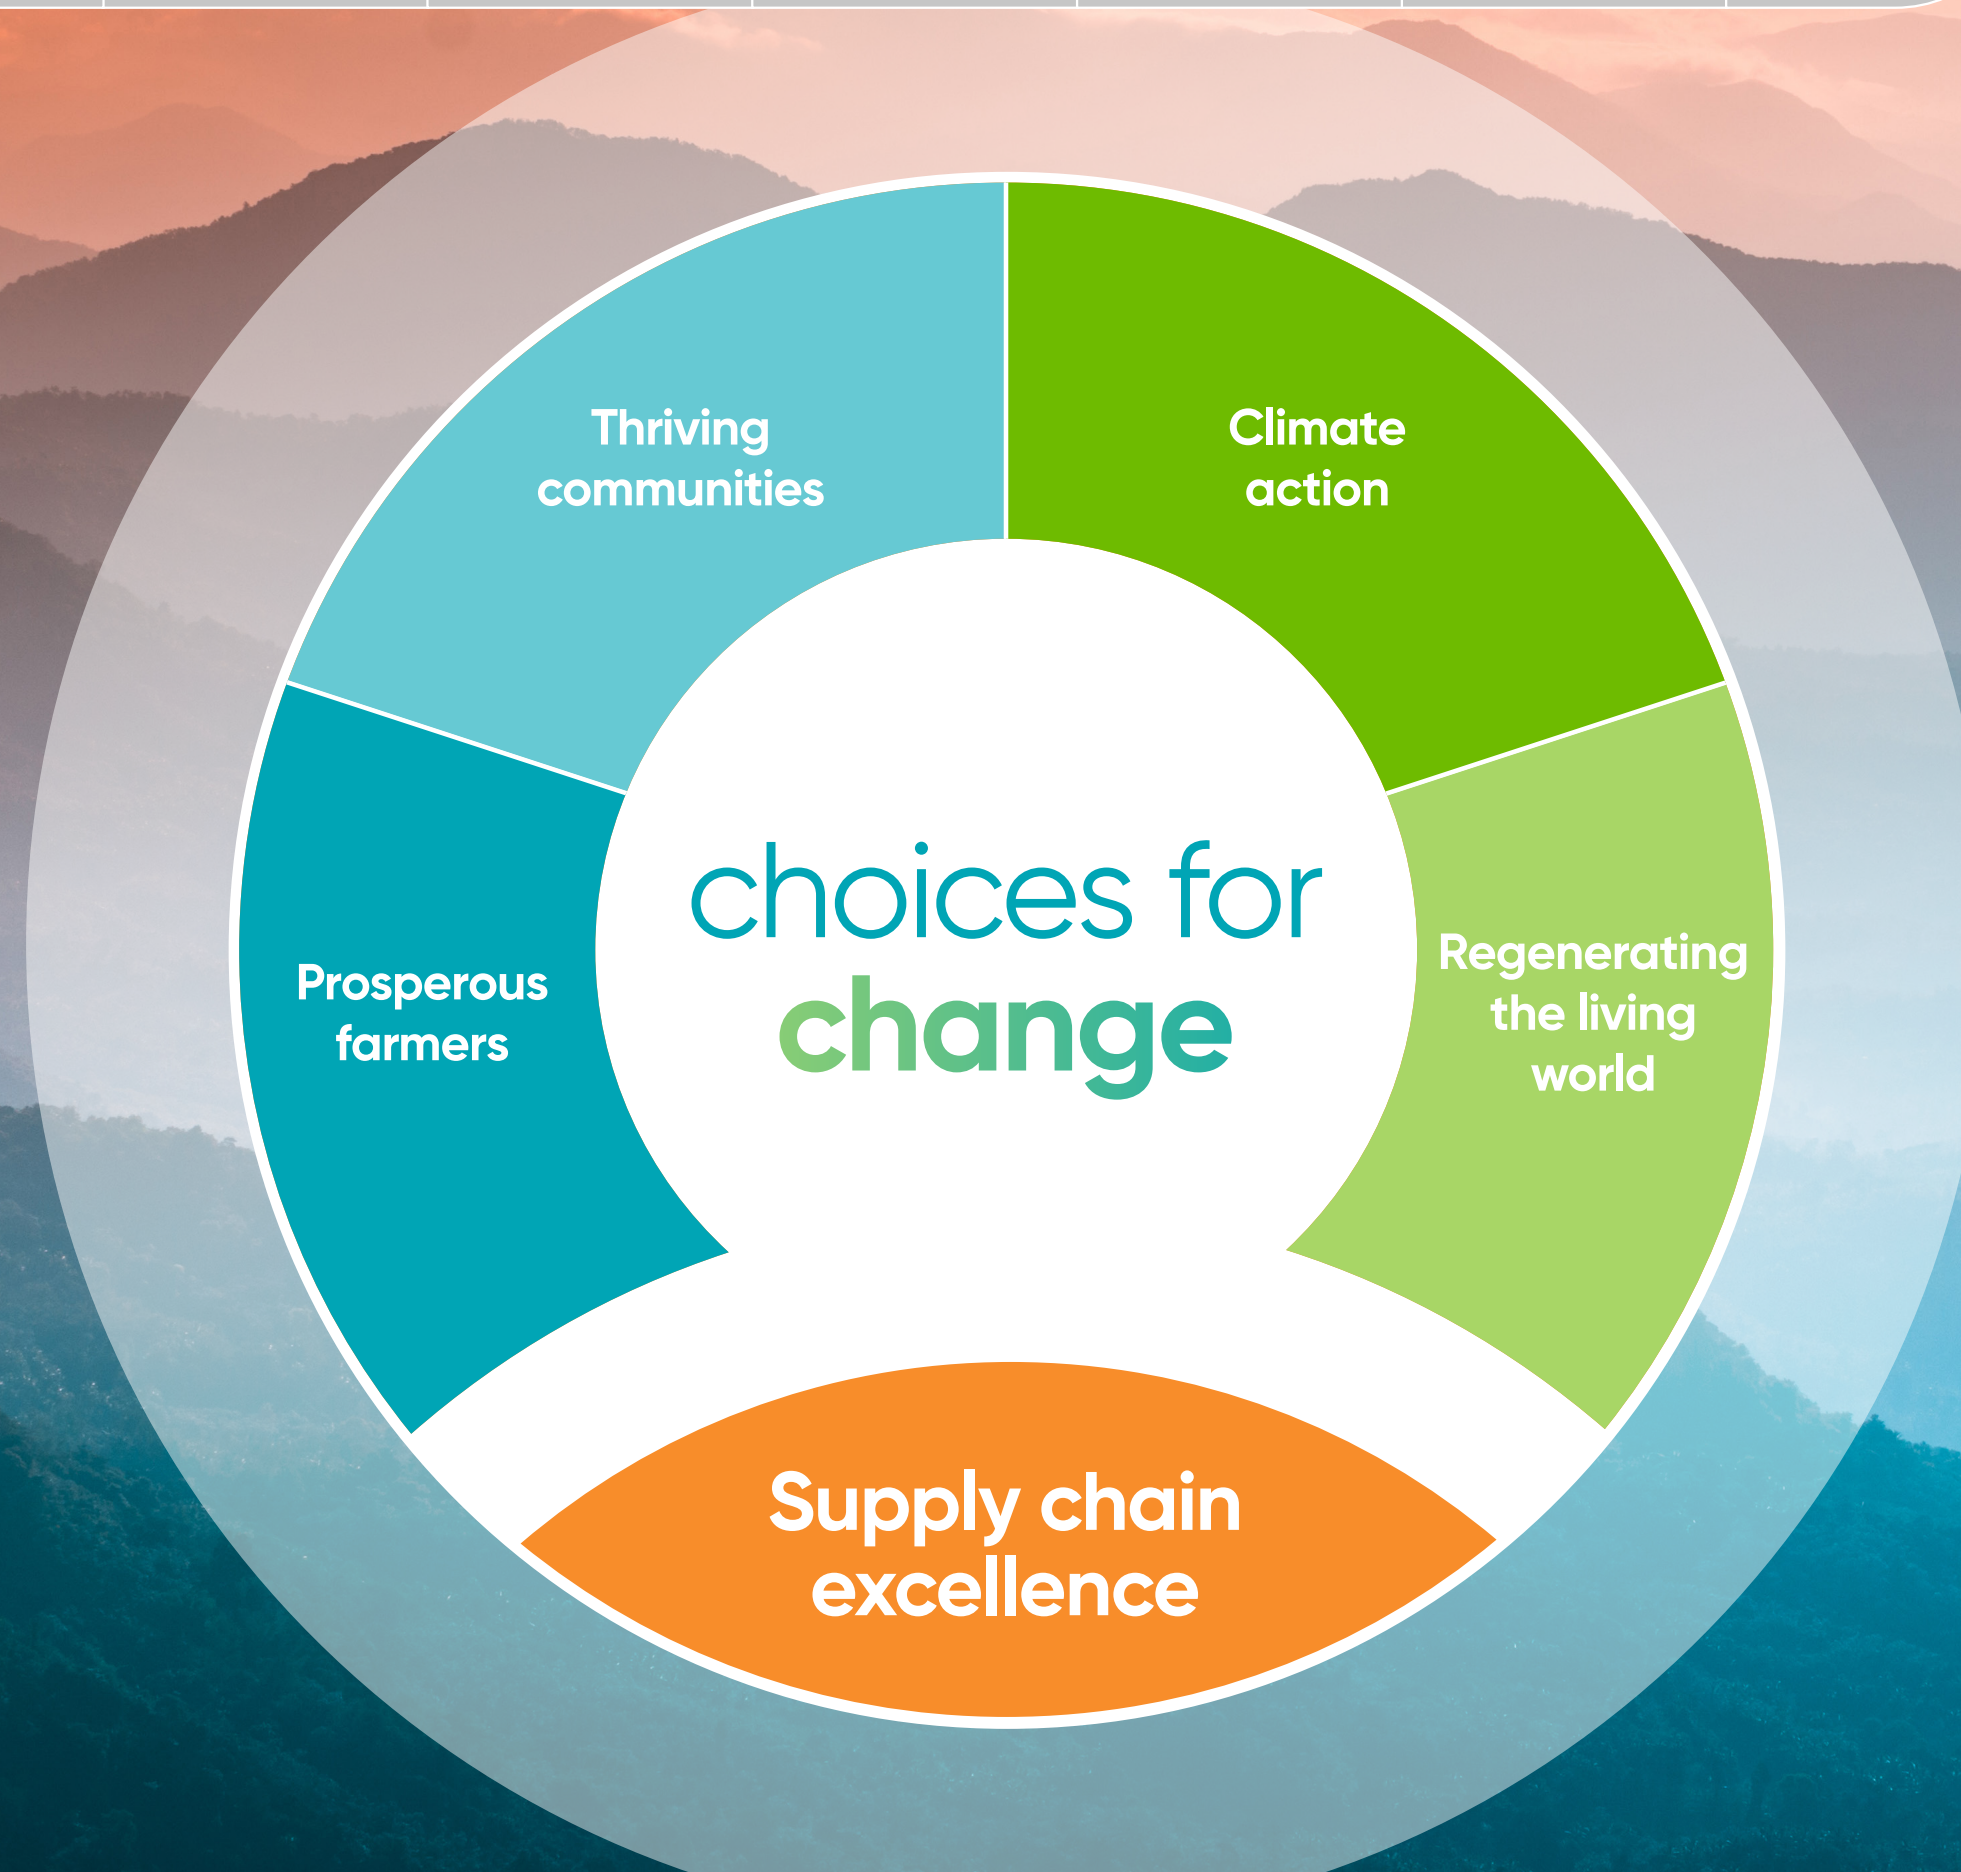 Thriving
communities
Climate
action
choices for
change
Prosperous
farmers
Regenerating
the living
world
Supply chain
excellence